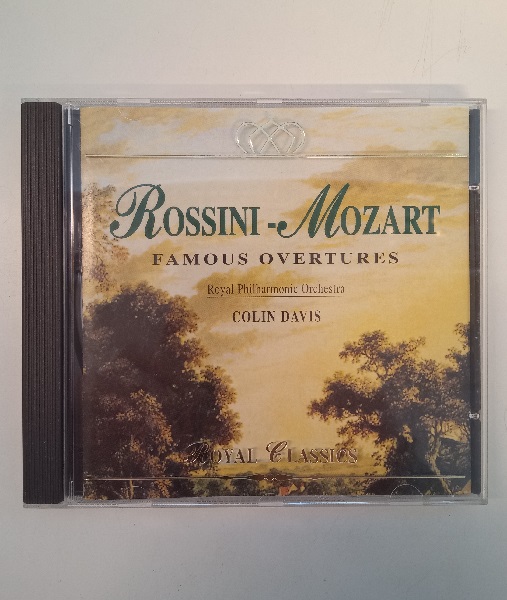 ROSSINI - MOZART
FAMOUS OVERTURES
Royal Philharmonic Orchestra
COLIN DAVIS
ROYAL CLASSICS